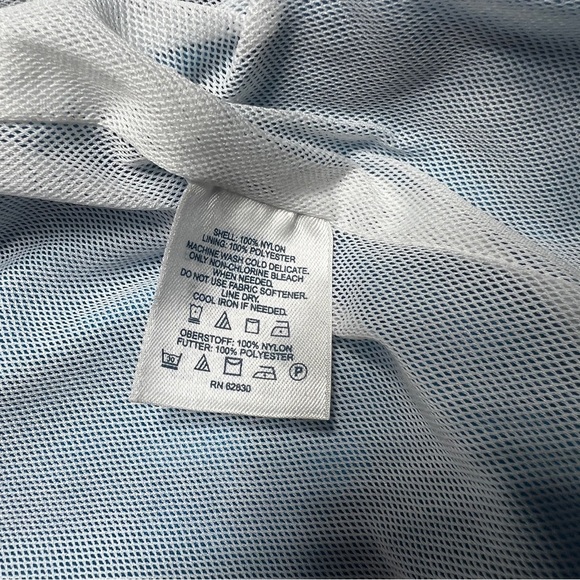 SHELL: 100% NYLON
LINING: 100% POLYESTER
MACHINE WASH COLD DELICATE.
ONLY NON-CHLORINE BLEACH
WHEN NEEDED.
DO NOT USE FABRIC SOFTENER.
LINE DRY.
COOL IRON IF NEEDED.
OBERSTOFF: 100% NYLON
FUTTER: 100% POLYESTER
30 P
RN 62830